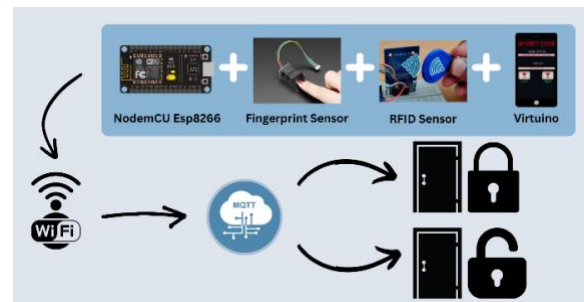 NodemCU Esp8266
Fingerprint Sensor
RFID Sensor
Virtuino
WiFi
MQTT